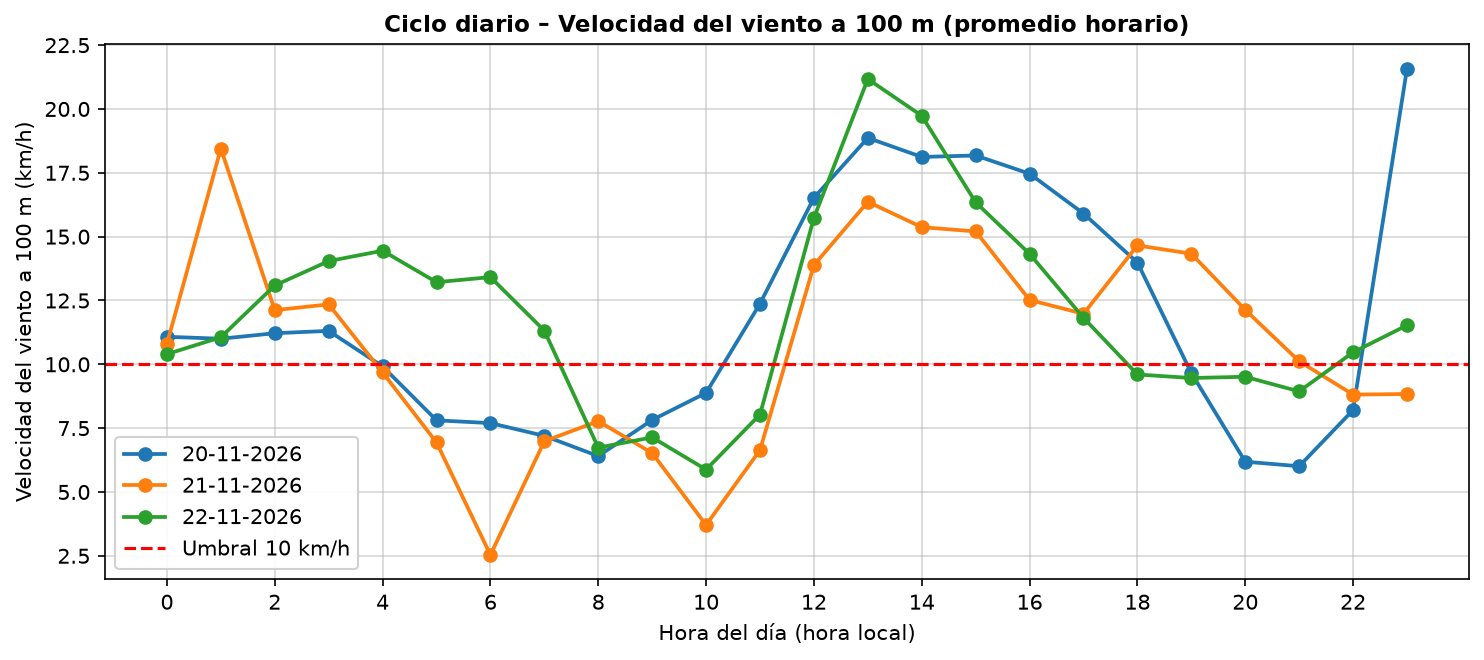 Ciclo diario – Velocidad del viento a 100 m (promedio horario)
Velocidad del viento a 100 m (km/h)
22.5
20.0
17.5
15.0
12.5
10.0
7.5
5.0
2.5
20-11-2026
21-11-2026
22-11-2026
Umbral 10 km/h
0 2 4 6 8 10 12 14 16 18 20 22
Hora del día (hora local)